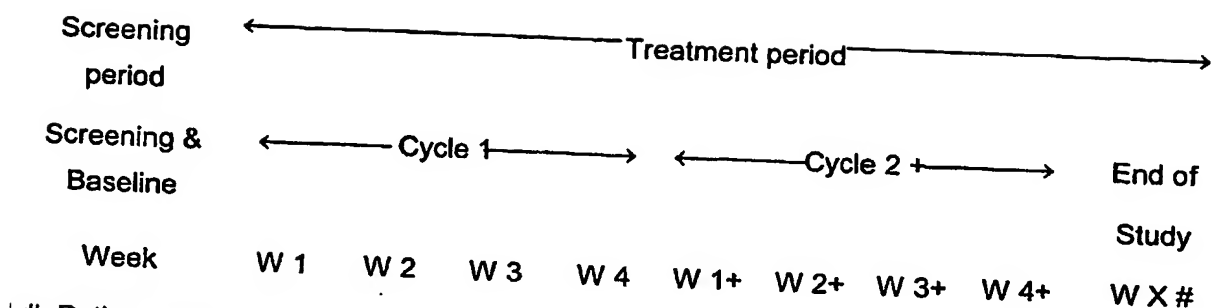 Screening
period
Treatment period
Screening &
Baseline
Cycle 1
Cycle 2 +
End of
Study
Week
W 1 W 2 W 3 W 4 W 1+ W 2+ W 3+ W 4+ W X #